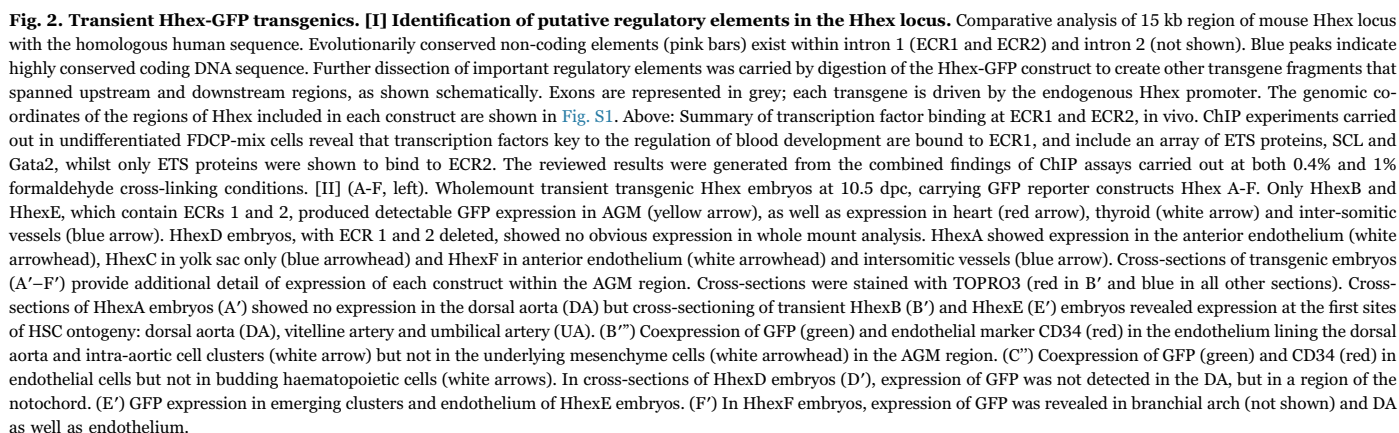 Fig. 2. Transient Hhex-GFP transgenics. [I] Identification of putative regulatory elements in the Hhex locus. Comparative analysis of 15 kb region of mouse Hhex locus
with the homologous human sequence. Evolutionarily conserved non-coding elements (pink bars) exist within intron 1 (ECR1 and ECR2) and intron 2 (not shown). Blue peaks indicate
highly conserved coding DNA sequence. Further dissection of important regulatory elements was carried by digestion of the Hhex-GFP construct to create other transgene fragments that
spanned upstream and downstream regions, as shown schematically. Exons are represented in grey; each transgene is driven by the endogenous Hhex promoter. The genomic co-
ordinates of the regions of Hhex included in each construct are shown in Fig. S1. Above: Summary of transcription factor binding at ECR1 and ECR2, in vivo. ChIP experiments carried
out in undifferentiated FDCP-mix cells reveal that transcription factors key to the regulation of blood development are bound to ECR1, and include an array of ETS proteins, SCL and
Gata2, whilst only ETS proteins were shown to bind to ECR2. The reviewed results were generated from the combined findings of ChIP assays carried out at both 0.4% and 1%
formaldehyde cross-linking conditions. [II] (A-F, left). Wholemount transient transgenic Hhex embryos at 10.5 dpc, carrying GFP reporter constructs Hhex A-F. Only HhexB and
HhexE, which contain ECRs 1 and 2, produced detectable GFP expression in AGM (yellow arrow), as well as expression in heart (red arrow), thyroid (white arrow) and inter-somitic
vessels (blue arrow). HhexD embryos, with ECR 1 and 2 deleted, showed no obvious expression in whole mount analysis. HhexA showed expression in the anterior endothelium (white
arrowhead), HhexC in yolk sac only (blue arrowhead) and HhexF in anterior endothelium (white arrowhead) and intersomitic vessels (blue arrow). Cross-sections of transgenic embryos
(A′–F′) provide additional detail of expression of each construct within the AGM region. Cross-sections were stained with TOPRO3 (red in B′ and blue in all other sections). Cross-
sections of HhexA embryos (A′) showed no expression in the dorsal aorta (DA) but cross-sectioning of transient HhexB (B′) and HhexE (E′) embryos revealed expression at the first sites
of HSC ontogeny: dorsal aorta (DA), vitelline artery and umbilical artery (UA). (B′”) Coexpression of GFP (green) and endothelial marker CD34 (red) in the endothelium lining the dorsal
aorta and intra-aortic cell clusters (white arrow) but not in the underlying mesenchyme cells (white arrowhead) in the AGM region. (C”) Coexpression of GFP (green) and CD34 (red) in
endothelial cells but not in budding haematopoietic cells (white arrows). In cross-sections of HhexD embryos (D′), expression of GFP was not detected in the DA, but in a region of the
notochord. (E′) GFP expression in emerging clusters and endothelium of HhexE embryos. (F′) In HhexF embryos, expression of GFP was revealed in branchial arch (not shown) and DA
as well as endothelium.